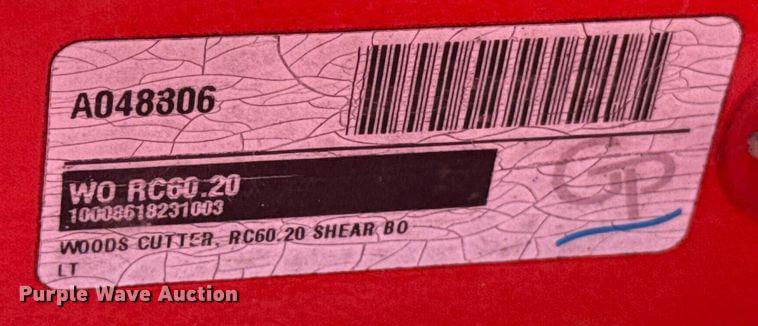 A048306
WO RC60.20
10008618231003
WOODS CUTTER, RC60.20 SHEAR BO
LT
GP
Purple Wave Auction